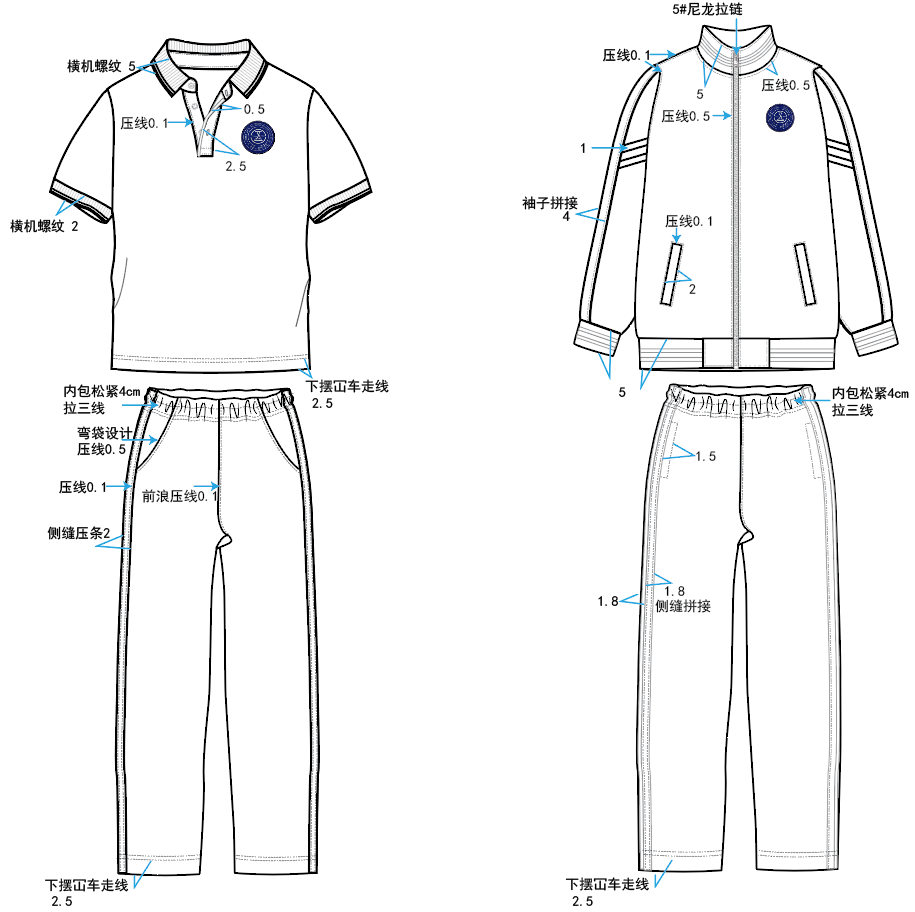 5#尼龙拉链
横机螺纹 5
压线0.1
0.5
压线0.1
2.5
横机螺纹 2
下摆冚车走线
2.5
压线0.1
5
压线0.5
压线0.5
1
袖子拼接
4
压线0.1
2
5
内包松紧4cm
拉三线
弯袋设计
压线0.5
压线0.1
前浪压线0.1
侧缝压条2
下摆冚车走线
2.5
内包松紧4cm
拉三线
1.5
1.8
1.8
侧缝拼接
下摆冚车走线
2.5